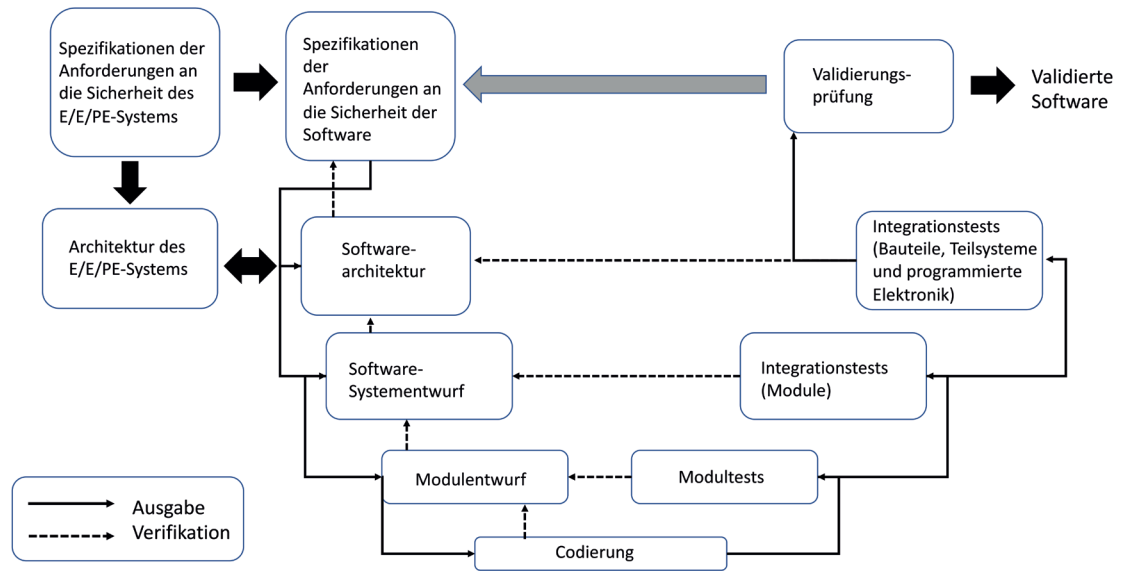 Spezifikationen der
Anforderungen an
die Sicherheit des
E/E/PE-Systems
Spezifikationen
der
Anforderungen an
die Sicherheit der
Software
Validierungs-
prüfung
Validierte
Software
Architektur des
E/E/PE-Systems
Software-
architektur
Integrationstests
(Bauteile, Teilsysteme
und programmierte
Elektronik)
Software-
Systementwurf
Integrationstests
(Module)
Modulentwurf
Modultests
Codierung
Ausgabe
Verifikation